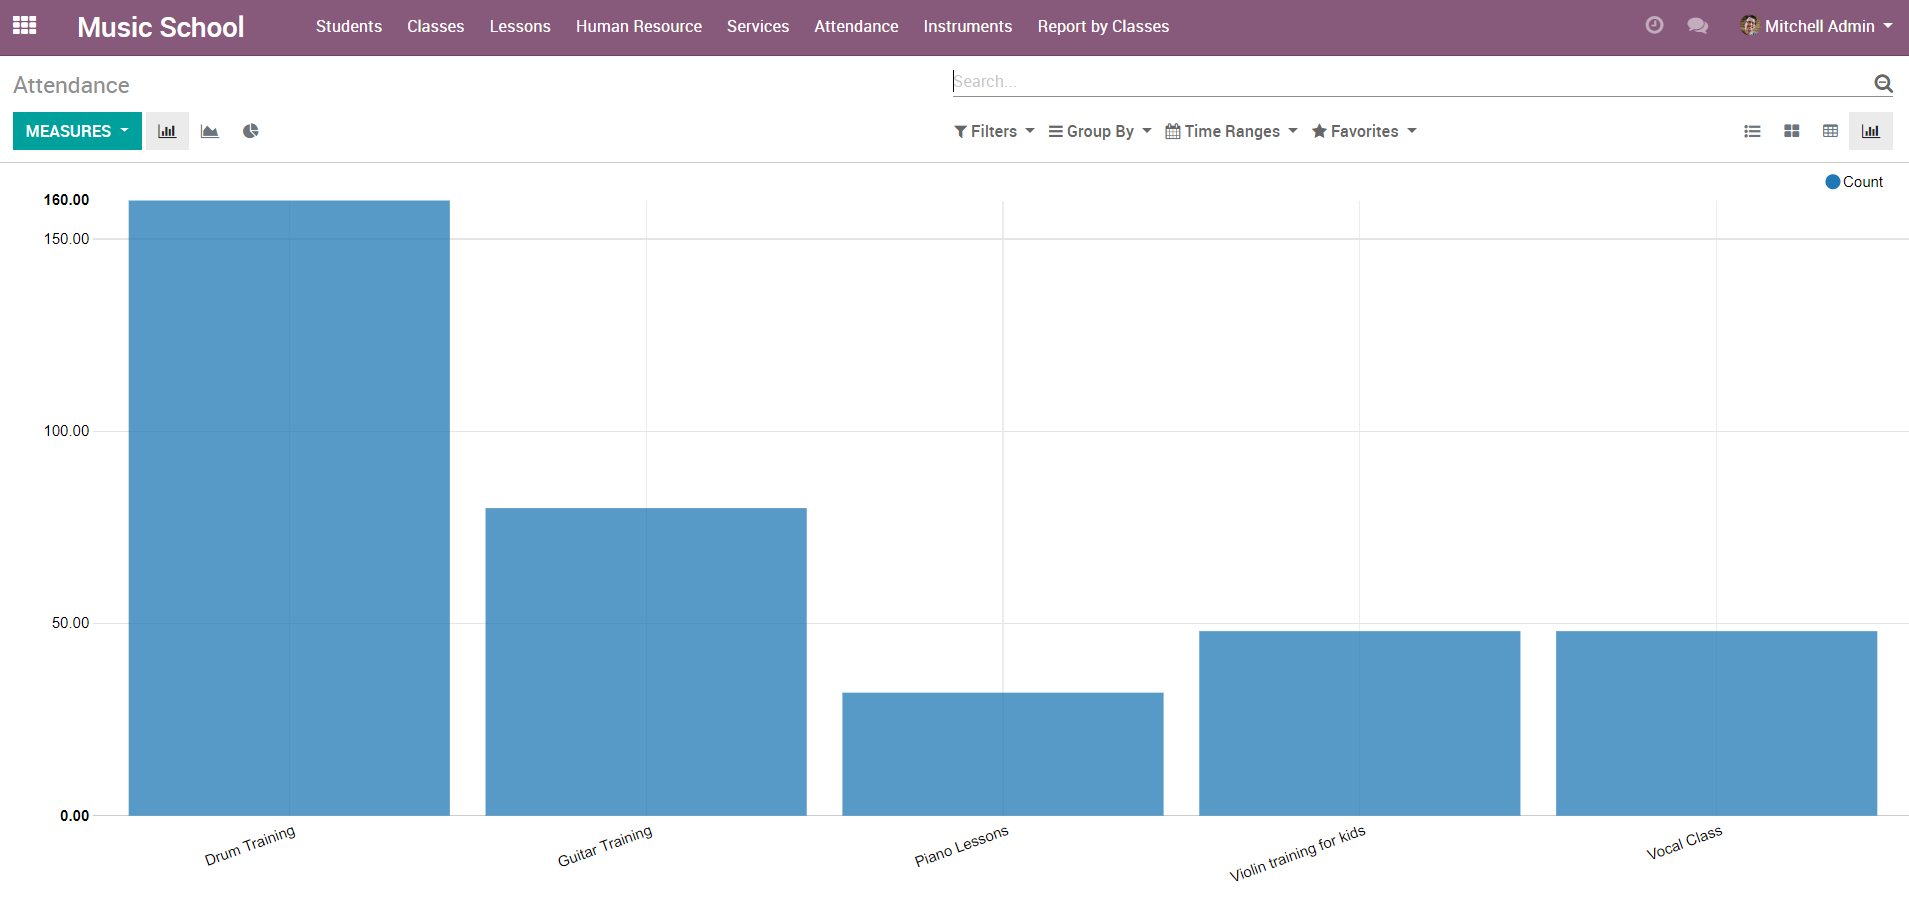 Music School Students Classes Lessons Human Resource Services Attendance Instruments Report by Classes Mitchell Admin
Attendance Search...
MEASURES Filters Group By Time Ranges Favorites
Count
160.00
150.00
100.00
50.00
0.00
Drum Training Guitar Training Piano Lessons Violin training for kids Vocal Class